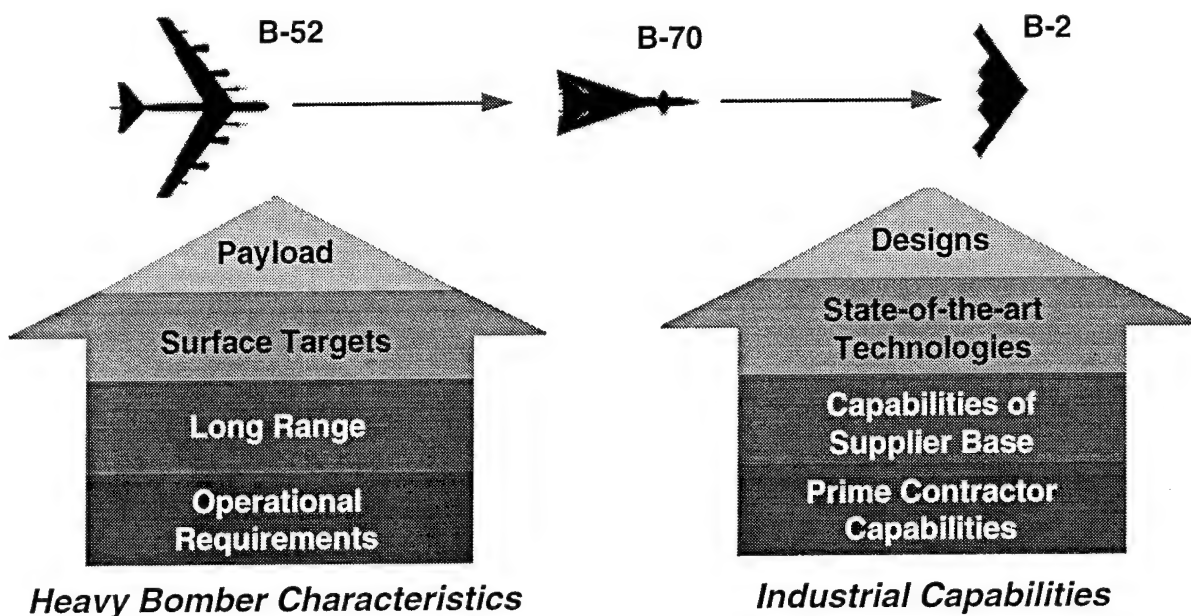 B-52
B-70
B-2
Payload
Surface Targets
Long Range
Operational
Requirements
Heavy Bomber Characteristics
Designs
State-of-the-art
Technologies
Capabilities of
Supplier Base
Prime Contractor
Capabilities
Industrial Capabilities